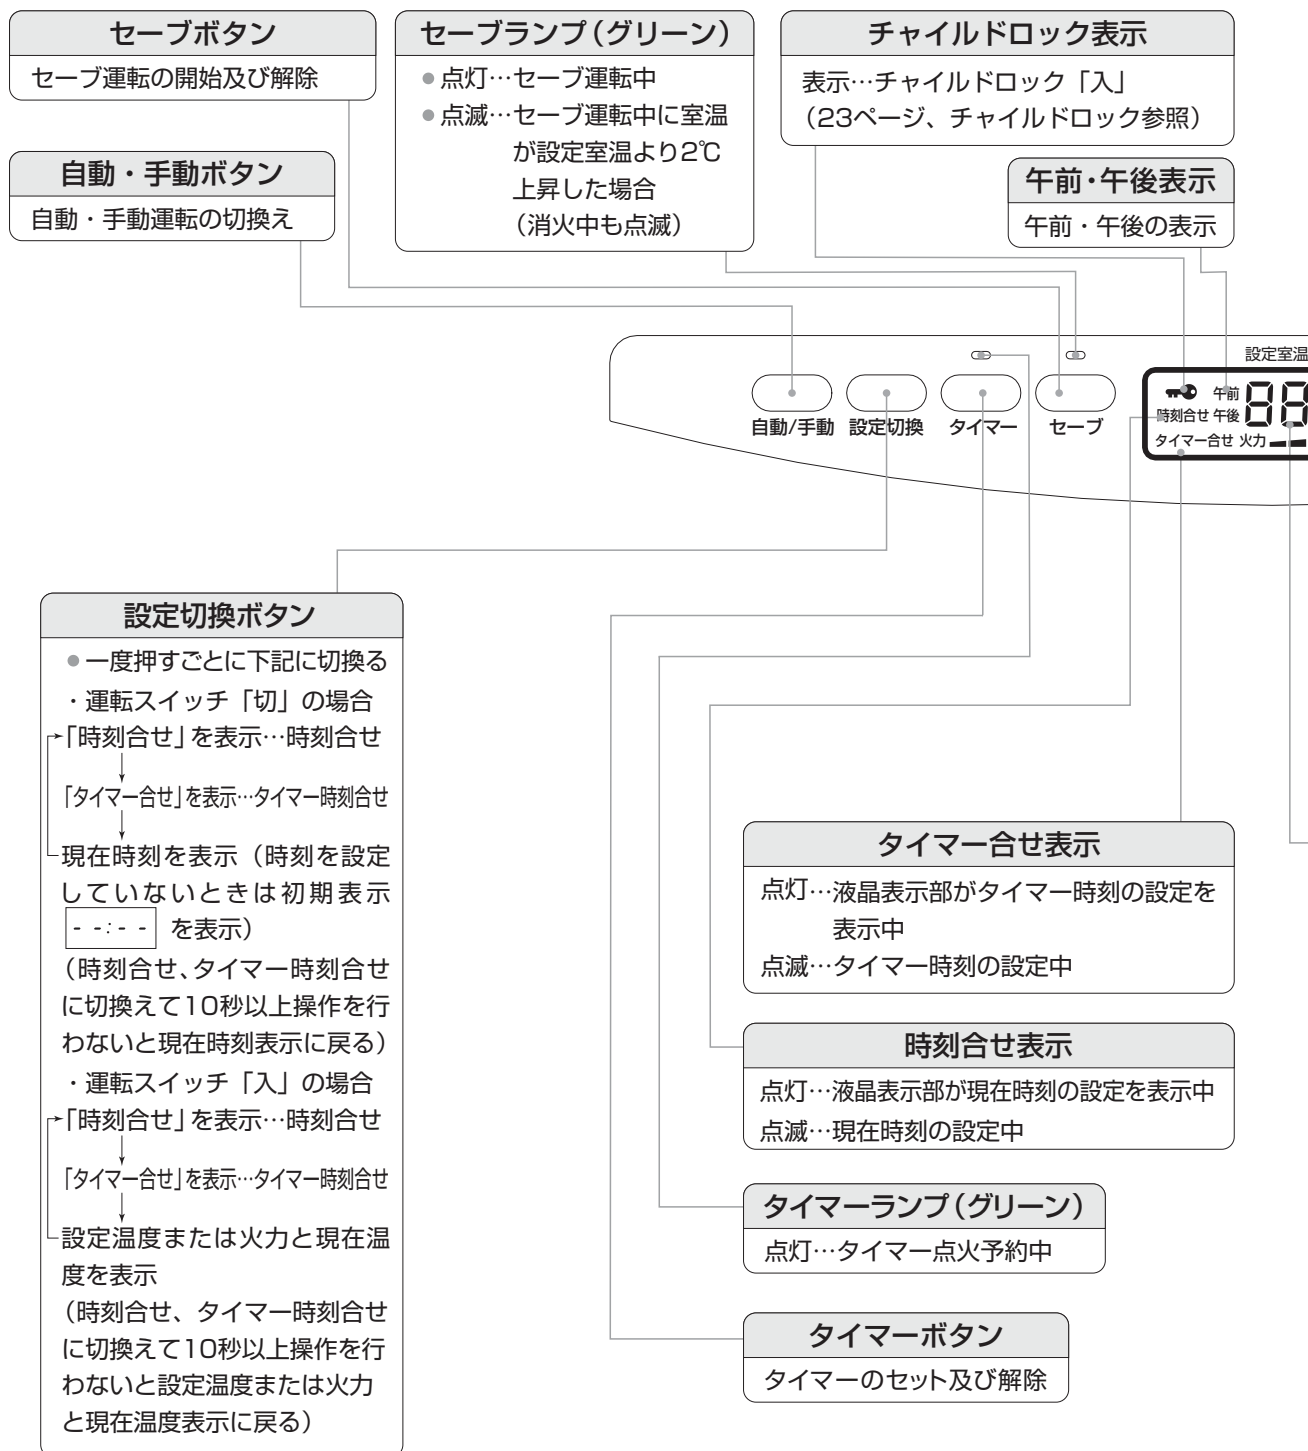 セーブボタン
セーブ運転の開始及び解除
自動・手動ボタン
自動・手動運転の切換え
セーブランプ（グリーン）
●点灯…セーブ運転中
●点滅…セーブ運転中に室温
が設定室温より2℃
上昇した場合
（消火中も点滅）
チャイルドロック表示
表示…チャイルドロック「入」
（23ページ、チャイルドロック参照）
午前・午後表示
午前・午後の表示
設定室温
午前
88
時刻合せ 午後
タイマー合せ 火力
自動/手動 設定切換 タイマー セーブ
設定切換ボタン
●一度押すごとに下記に切換る
・運転スイッチ「切」の場合
「時刻合せ」を表示…時刻合せ
「タイマー合せ」を表示…タイマー時刻合せ
現在時刻を表示（時刻を設定
していないときは初期表示
- -:- - を表示）
（時刻合せ、タイマー時刻合せ
に切換えて10秒以上操作を行
わないと現在時刻表示に戻る）
・運転スイッチ「入」の場合
「時刻合せ」を表示…時刻合せ
「タイマー合せ」を表示…タイマー時刻合せ
設定温度または火力と現在温
度を表示
（時刻合せ、タイマー時刻合せ
に切換えて10秒以上操作を行
わないと設定温度または火力
と現在温度表示に戻る）
タイマー合せ表示
点灯…液晶表示部がタイマー時刻の設定を
表示中
点滅…タイマー時刻の設定中
時刻合せ表示
点灯…液晶表示部が現在時刻の設定を表示中
点滅…現在時刻の設定中
タイマーランプ（グリーン）
点灯…タイマー点火予約中
タイマーボタン
タイマーのセット及び解除